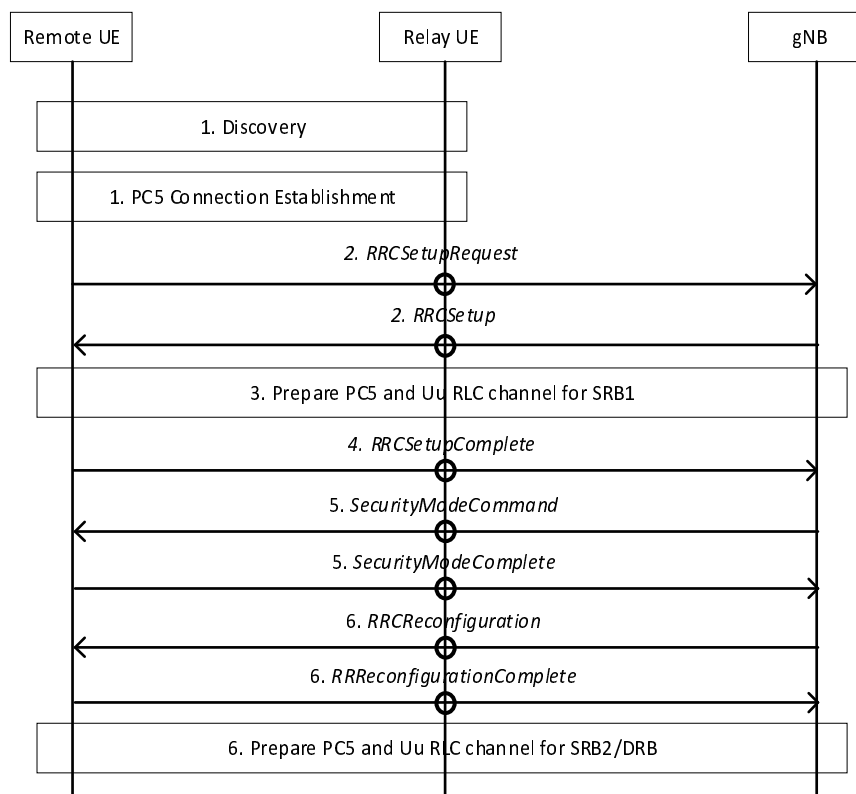 Remote UE
Relay UE
gNB
1. Discovery
1. PC5 Connection Establishment
2. RRCSetupRequest
2. RRCSetup
3. Prepare PC5 and Uu RLC channel for SRB1
4. RRCSetupComplete
5. SecurityModeCommand
5. SecurityModeComplete
6. RRCReconfiguration
6. RRReconfigurationComplete
6. Prepare PC5 and Uu RLC channel for SRB2/DRB